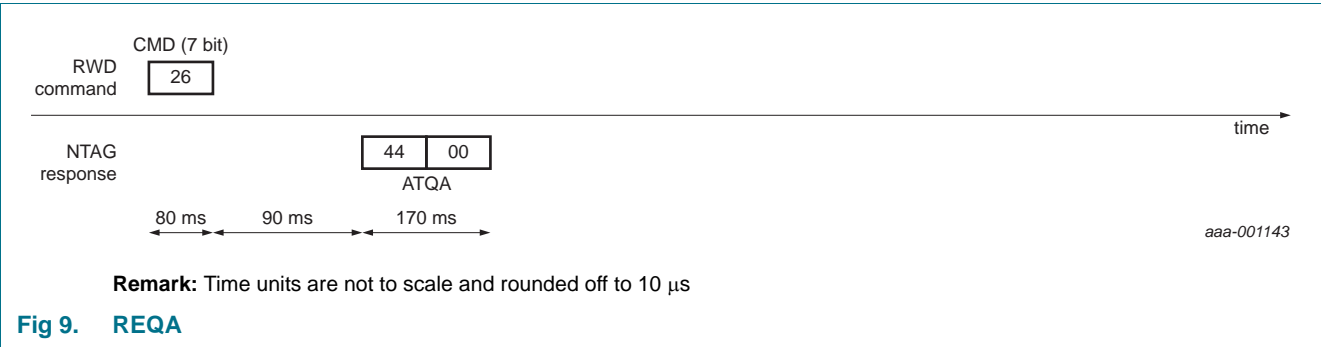 CMD (7 bit)
RWD
command
26
time
NTAG
response
44 00
ATQA
80 ms 90 ms 170 ms
aaa-001143
Remark: Time units are not to scale and rounded off to 10 μs
Fig 9. REQA